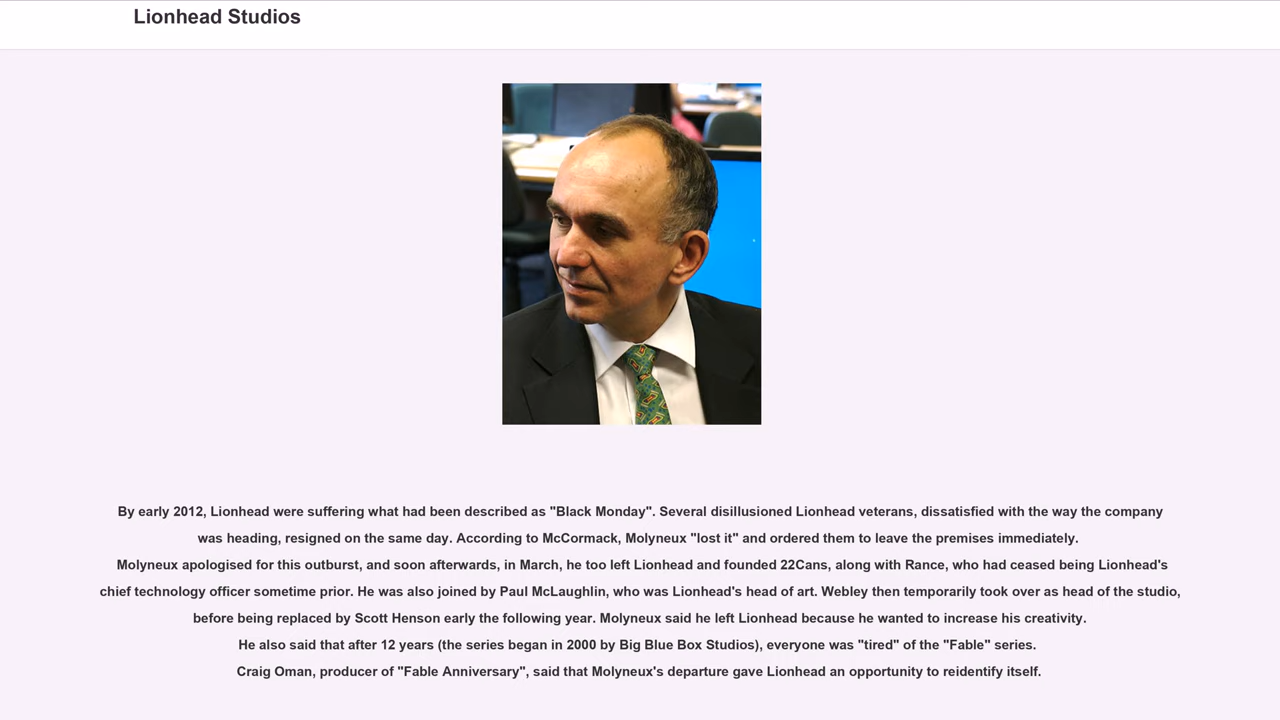 Lionhead Studios
By early 2012, Lionhead were suffering what had been described as "Black Monday". Several disillusioned Lionhead veterans, dissatisfied with the way the company
was heading, resigned on the same day. According to McCormack, Molyneux "lost it" and ordered them to leave the premises immediately.
Molyneux apologised for this outburst, and soon afterwards, in March, he too left Lionhead and founded 22Cans, along with Rance, who had ceased being Lionhead's
chief technology officer sometime prior. He was also joined by Paul McLaughlin, who was Lionhead's head of art. Webley then temporarily took over as head of the studio,
before being replaced by Scott Henson early the following year. Molyneux said he left Lionhead because he wanted to increase his creativity.
He also said that after 12 years (the series began in 2000 by Big Blue Box Studios), everyone was "tired" of the "Fable" series.
Craig Oman, producer of "Fable Anniversary", said that Molyneux's departure gave Lionhead an opportunity to reidentify itself.